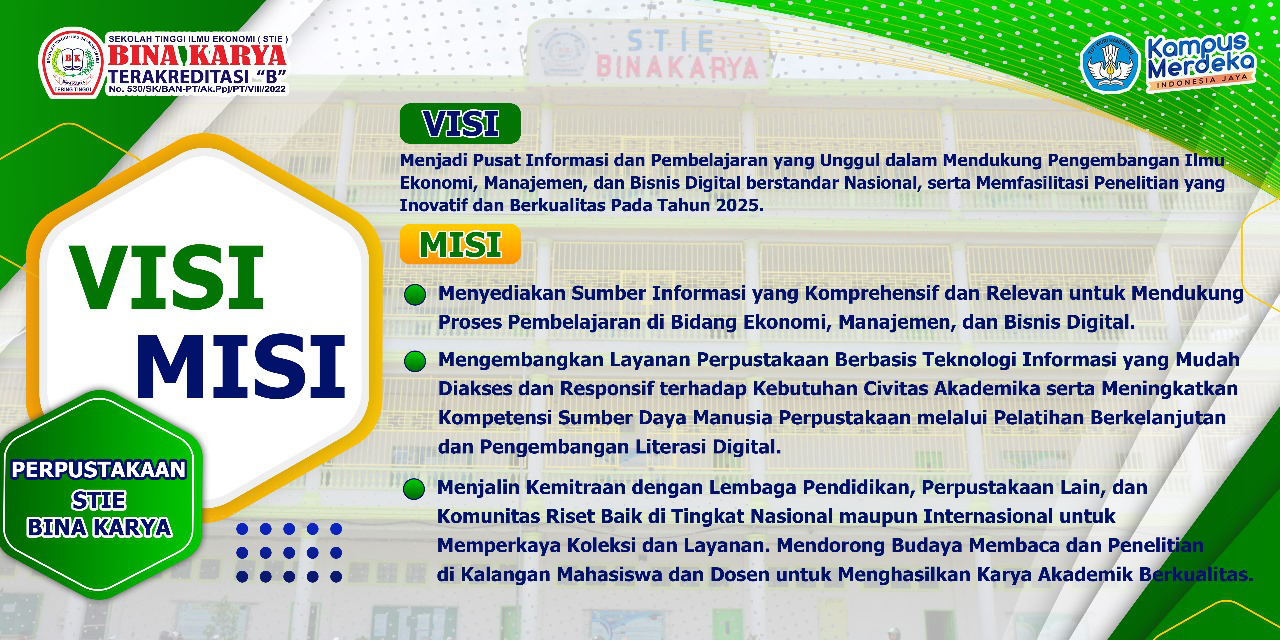 SEKOLAH TINGGI ILMU EKONOMI ( STIE )
BINA KARYA
TERAKREDITASI “B”
No. 530/SK/BAN-PT/Ak.Ppj/PT/VIII/2022
BK
TEBING TINGGI
STIE
BINAKARYA
TUT WURI HANDAYANI
Kampus
Merdeka
INDONESIA JAYA
VISI
Menjadi Pusat Informasi dan Pembelajaran yang Unggul dalam Mendukung Pengembangan Ilmu
Ekonomi, Manajemen, dan Bisnis Digital berstandar Nasional, serta Memfasilitasi Penelitian yang
Inovatif dan Berkualitas Pada Tahun 2025.
MISI
Menyediakan Sumber Informasi yang Komprehensif dan Relevan untuk Mendukung
Proses Pembelajaran di Bidang Ekonomi, Manajemen, dan Bisnis Digital.
Mengembangkan Layanan Perpustakaan Berbasis Teknologi Informasi yang Mudah
Diakses dan Responsif terhadap Kebutuhan Civitas Akademika serta Meningkatkan
Kompetensi Sumber Daya Manusia Perpustakaan melalui Pelatihan Berkelanjutan
dan Pengembangan Literasi Digital.
Menjalin Kemitraan dengan Lembaga Pendidikan, Perpustakaan Lain, dan
Komunitas Riset Baik di Tingkat Nasional maupun Internasional untuk
Memperkaya Koleksi dan Layanan. Mendorong Budaya Membaca dan Penelitian
di Kalangan Mahasiswa dan Dosen untuk Menghasilkan Karya Akademik Berkualitas.
VISI
MISI
PERPUSTAKAAN
STIE
BINA KARYA